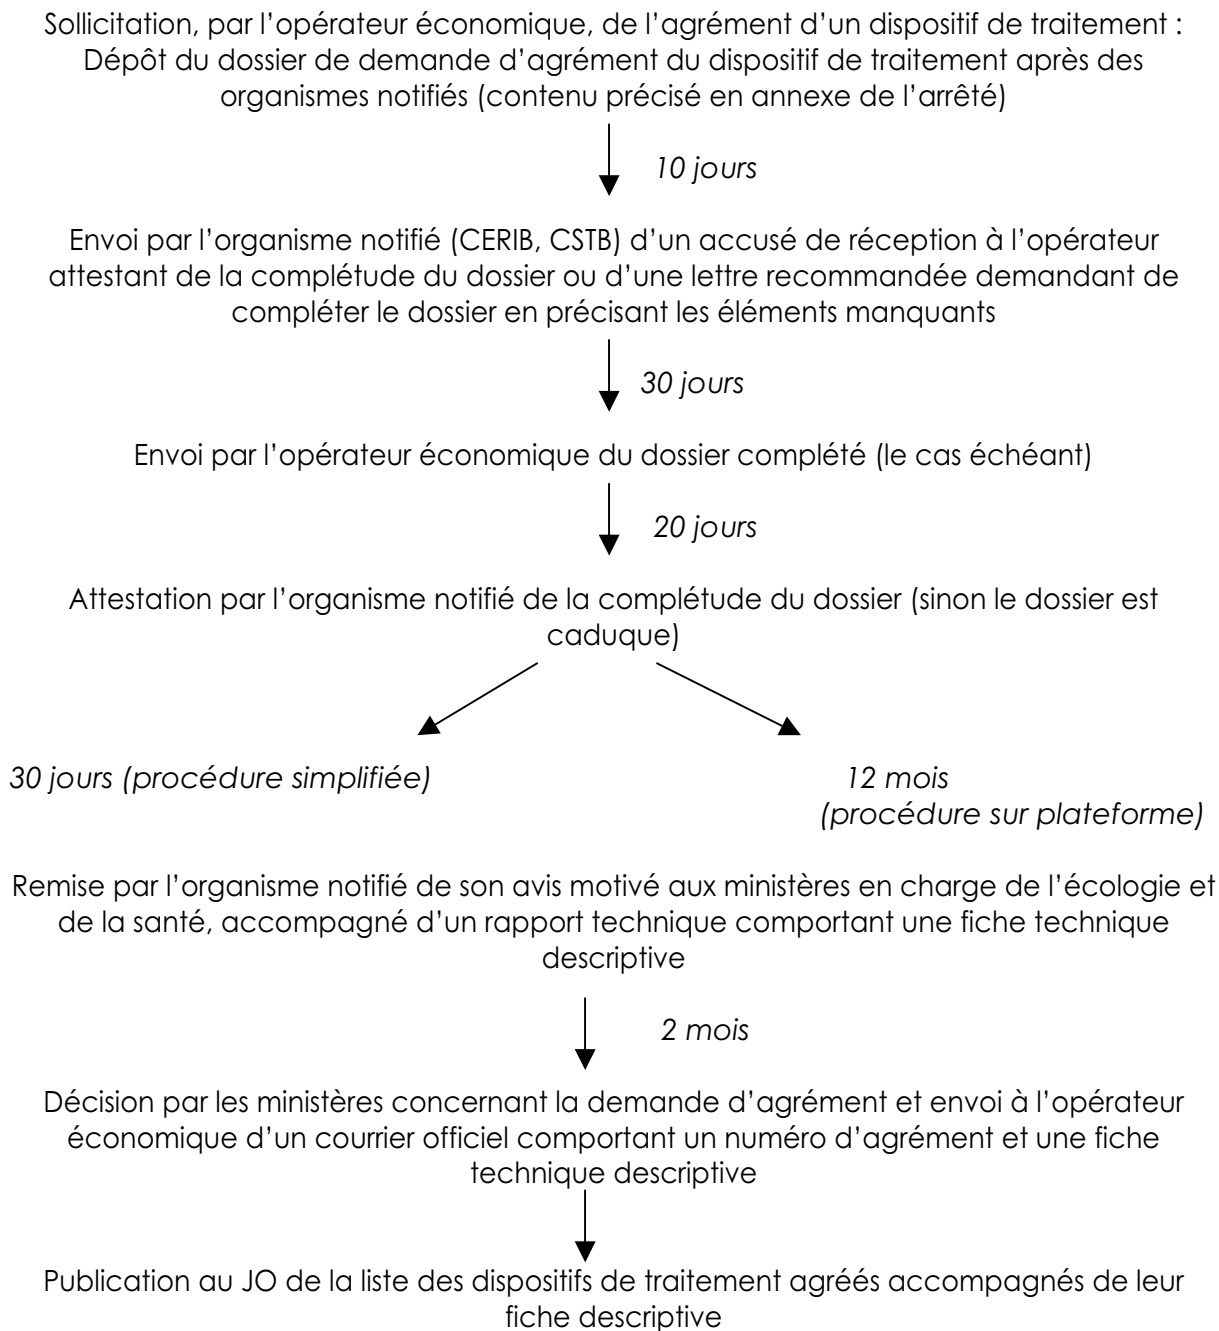 Sollicitation, par l’opérateur économique, de l’agrément d’un dispositif de traitement :
Dépôt du dossier de demande d’agrément du dispositif de traitement après des
organismes notifiés (contenu précisé en annexe de l’arrêté)
10 jours
Envoi par l’organisme notifié (CERIB, CSTB) d’un accusé de réception à l’opérateur
attestant de la complétude du dossier ou d’une lettre recommandée demandant de
compléter le dossier en précisant les éléments manquants
30 jours
Envoi par l’opérateur économique du dossier complété (le cas échéant)
20 jours
Attestation par l’organisme notifié de la complétude du dossier (sinon le dossier est
caduque)
30 jours (procédure simplifiée)
12 mois
(procédure sur plateforme)
Remise par l’organisme notifié de son avis motivé aux ministères en charge de l’écologie et
de la santé, accompagné d’un rapport technique comportant une fiche technique
descriptive
2 mois
Décision par les ministères concernant la demande d’agrément et envoi à l’opérateur
économique d’un courrier officiel comportant un numéro d’agrément et une fiche
technique descriptive
Publication au JO de la liste des dispositifs de traitement agréés accompagnés de leur
fiche descriptive